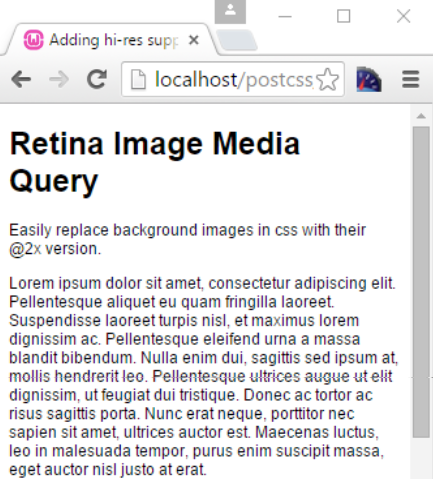 Adding hi-res supp
localhost/postcss
Retina Image Media
Query
Easily replace background images in css with their
@2x version.
Lorem ipsum dolor sit amet, consectetur adipiscing elit.
Pellentesque aliquet eu quam fringilla laoreet.
Suspendisse laoreet turpis nisl, et maximus lorem
dignissim ac. Pellentesque eleifend urna a massa
blandit bibendum. Nulla enim dui, sagittis sed ipsum at,
mollis hendrerit leo. Pellentesque ultrices augue ut elit
dignissim, ut feugiat dui tristique. Donec ac tortor ac
risus sagittis porta. Nunc erat neque, porttitor nec
sapien sit amet, ultrices auctor est. Maecenas luctus,
leo in malesuada tempor, purus enim suscipit massa,
eget auctor nisl justo at erat.